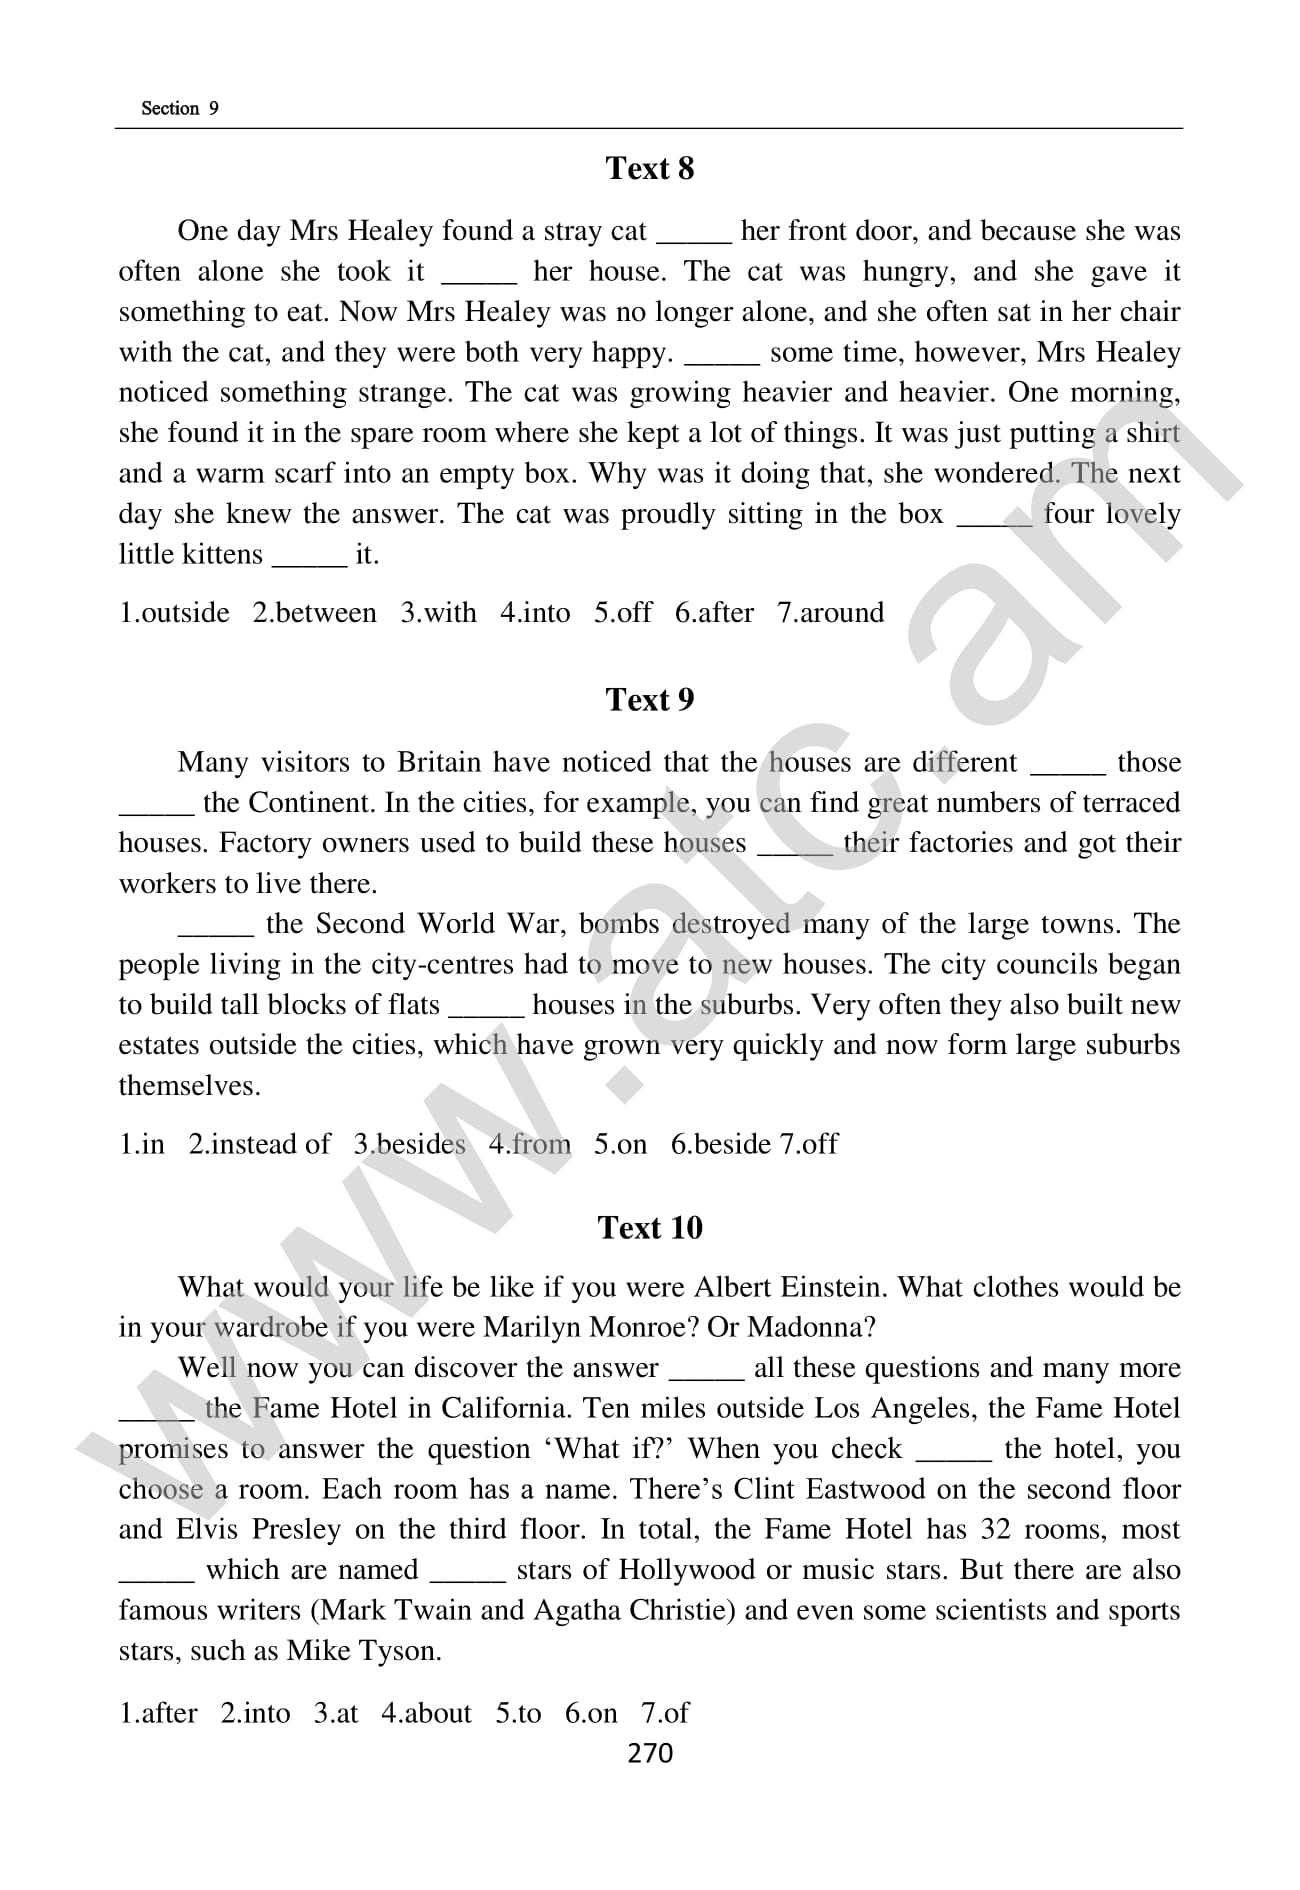 Section 9
Text 8
One day Mrs Healey found a stray cat _____ her front door, and because she was
often alone she took it _____ her house. The cat was hungry, and she gave it
something to eat. Now Mrs Healey was no longer alone, and she often sat in her chair
with the cat, and they were both very happy. _____ some time, however, Mrs Healey
noticed something strange. The cat was growing heavier and heavier. One morning,
she found it in the spare room where she kept a lot of things. It was just putting a shirt
and a warm scarf into an empty box. Why was it doing that, she wondered. The next
day she knew the answer. The cat was proudly sitting in the box _____ four lovely
little kittens _____ it.
1.outside 2.between 3.with 4.into 5.off 6.after 7.around
Text 9
Many visitors to Britain have noticed that the houses are different _____ those
_____ the Continent. In the cities, for example, you can find great numbers of terraced
houses. Factory owners used to build these houses _____ their factories and got their
workers to live there.
_____ the Second World War, bombs destroyed many of the large towns. The
people living in the city-centres had to move to new houses. The city councils began
to build tall blocks of flats _____ houses in the suburbs. Very often they also built new
estates outside the cities, which have grown very quickly and now form large suburbs
themselves.
1.in 2.instead of 3.besides 4.from 5.on 6.beside 7.off
Text 10
What would your life be like if you were Albert Einstein. What clothes would be
in your wardrobe if you were Marilyn Monroe? Or Madonna?
Well now you can discover the answer _____ all these questions and many more
_____ the Fame Hotel in California. Ten miles outside Los Angeles, the Fame Hotel
promises to answer the question ‘What if?’ When you check _____ the hotel, you
choose a room. Each room has a name. There’s Clint Eastwood on the second floor
and Elvis Presley on the third floor. In total, the Fame Hotel has 32 rooms, most
_____ which are named _____ stars of Hollywood or music stars. But there are also
famous writers (Mark Twain and Agatha Christie) and even some scientists and sports
stars, such as Mike Tyson.
1.after 2.into 3.at 4.about 5.to 6.on 7.of
270
www.atc.am